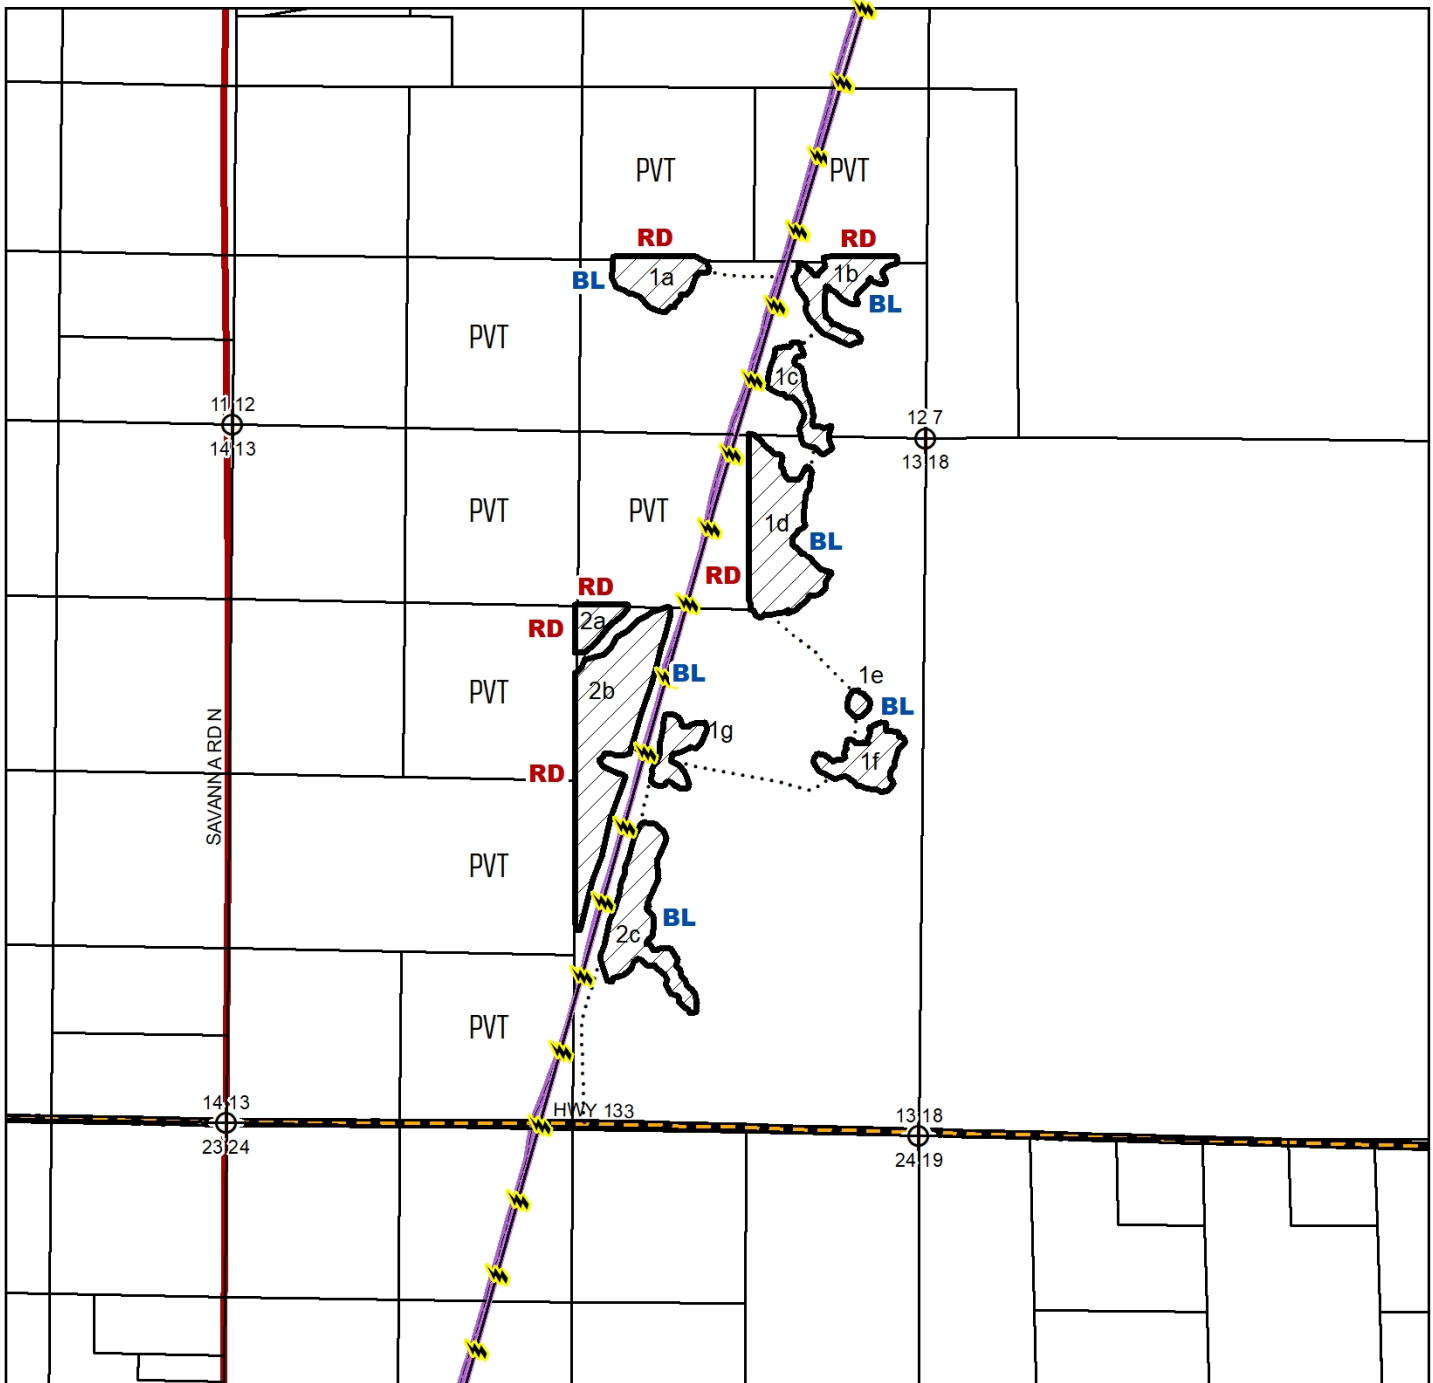 PVT
PVT
RD
RD
BL
1a
1b
BL
PVT
1c
11 12
14 13
12 7
13 18
PVT
PVT
1d
BL
RD
RD
2a
RD
BL
1e
PVT
2b
BL
1g
1f
RD
SAVANNA RD N
PVT
BL
2c
PVT
14 13
23 24
HWY 133
13 18
24 19